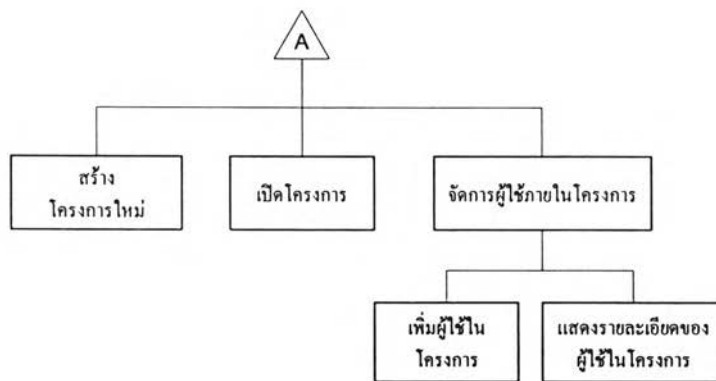 A
สร้าง
โครงการใหม่
เปิดโครงการ
จัดการผู้ใช้ภายในโครงการ
เพิ่มผู้ใช้ใน
โครงการ
แสดงรายละเอียดของ
ผู้ใช้ในโครงการ